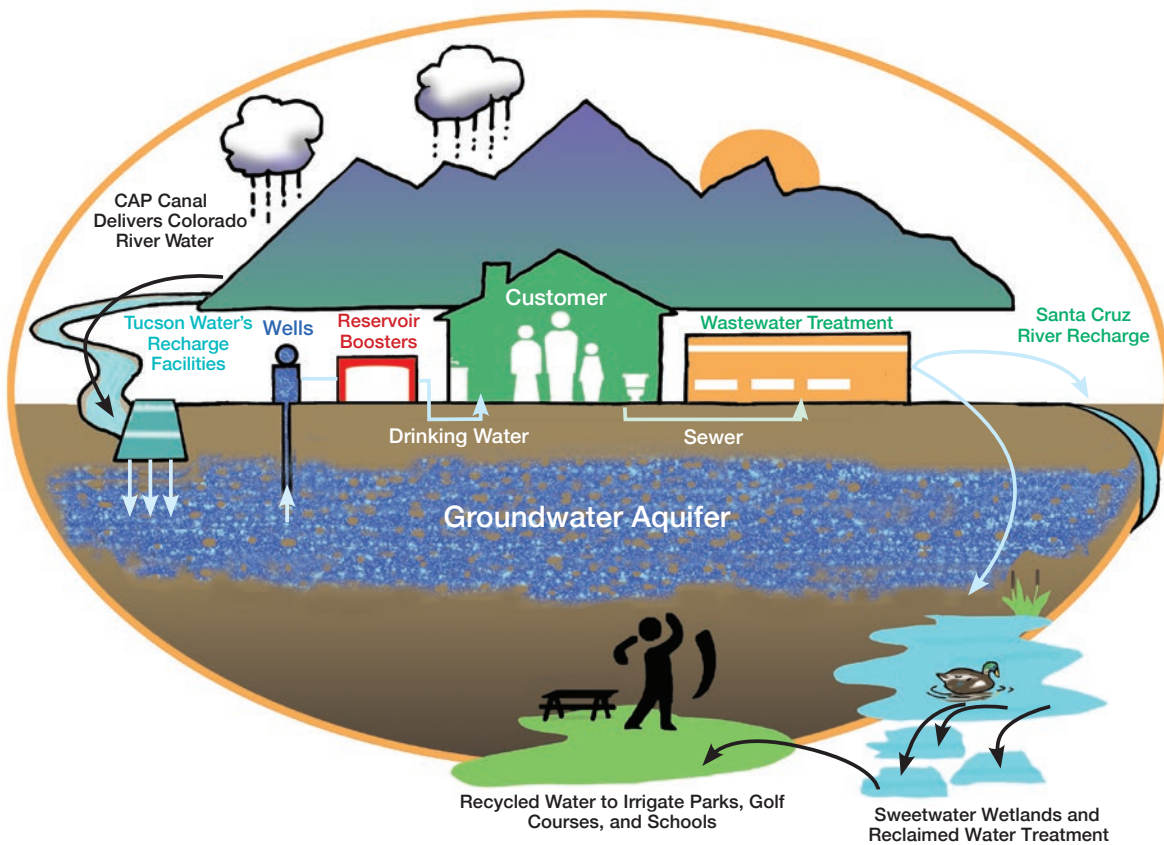 CAP Canal
Delivers Colorado
River Water
Tucson Water's
Recharge
Facilities
Wells
Reservoir
Boosters
Customer
Wastewater Treatment
Santa Cruz
River Recharge
Drinking Water
Sewer
Groundwater Aquifer
Recycled Water to Irrigate Parks, Golf
Courses, and Schools
Sweetwater Wetlands and
Reclaimed Water Treatment